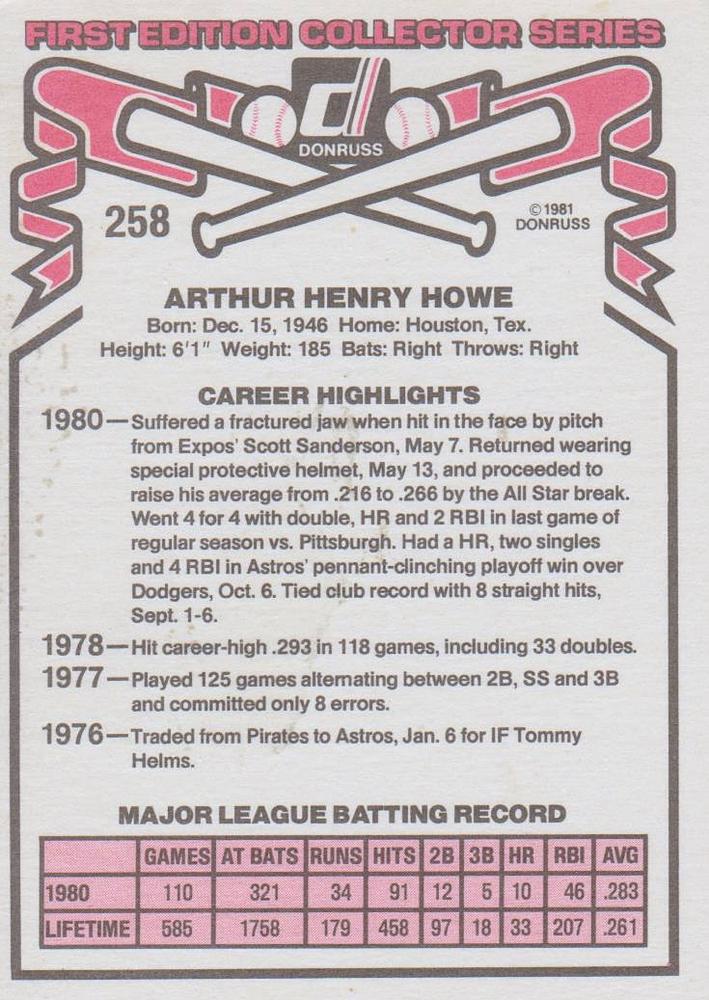 FIRST EDITION COLLECTOR SERIES
d
DONRUSS
258
© 1981
DONRUSS
ARTHUR HENRY HOWE
Born: Dec. 15, 1946 Home: Houston, Tex.
Height: 6'1" Weight: 185 Bats: Right Throws: Right
CAREER HIGHLIGHTS
1980—Suffered a fractured jaw when hit in the face by pitch
from Expos' Scott Sanderson, May 7. Returned wearing
special protective helmet, May 13, and proceeded to
raise his average from .216 to .266 by the All Star break.
Went 4 for 4 with double, HR and 2 RBI in last game of
regular season vs. Pittsburgh. Had a HR, two singles
and 4 RBI in Astros' pennant-clinching playoff win over
Dodgers, Oct. 6. Tied club record with 8 straight hits,
Sept. 1-6.
1978—Hit career-high .293 in 118 games, including 33 doubles.
1977—Played 125 games alternating between 2B, SS and 3B
and committed only 8 errors.
1976—Traded from Pirates to Astros, Jan. 6 for IF Tommy
Helms.
MAJOR LEAGUE BATTING RECORD
GAMES AT BATS RUNS HITS 2B 3B HR RBI AVG
1980 110 321 34 91 12 5 10 46 .283
LIFETIME 585 1758 179 458 97 18 33 207 .261